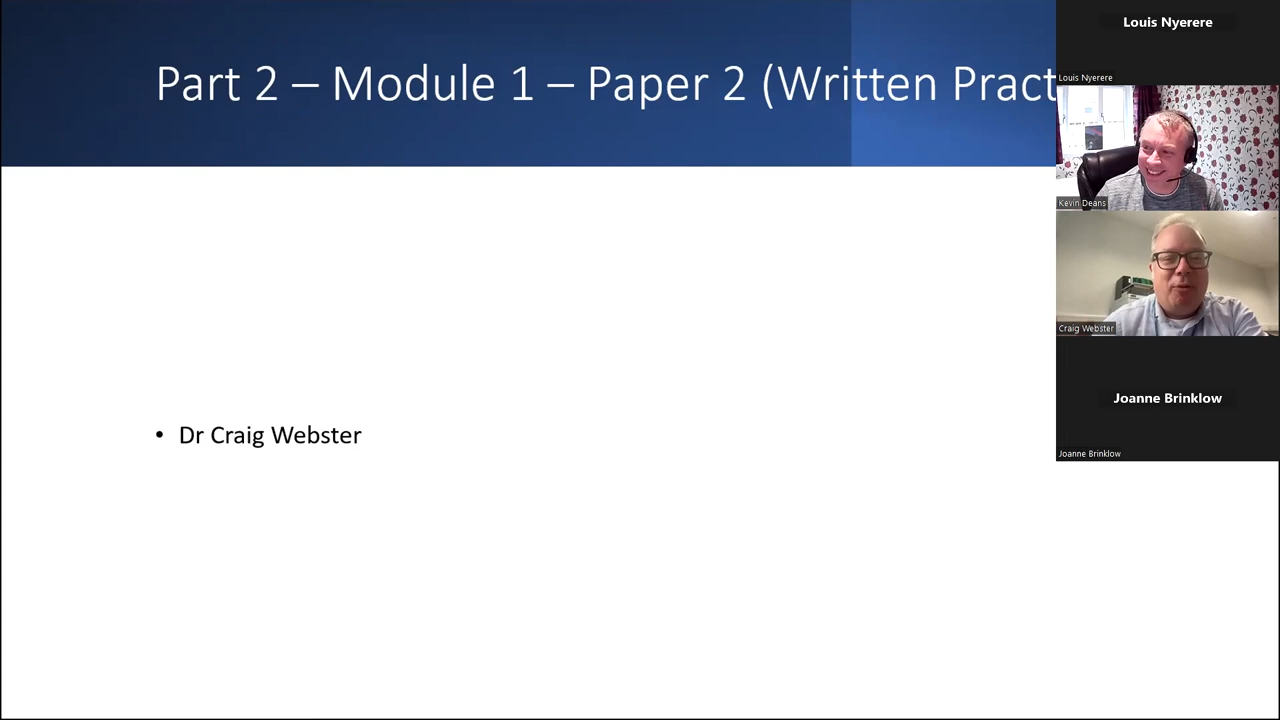 Part 2 – Module 1 – Paper 2 (Written Pract
Louis Nyerere
Louis Nyerere
Kevin Deans
Craig Webster
Joanne Brinklow
Joanne Brinklow
• Dr Craig Webster